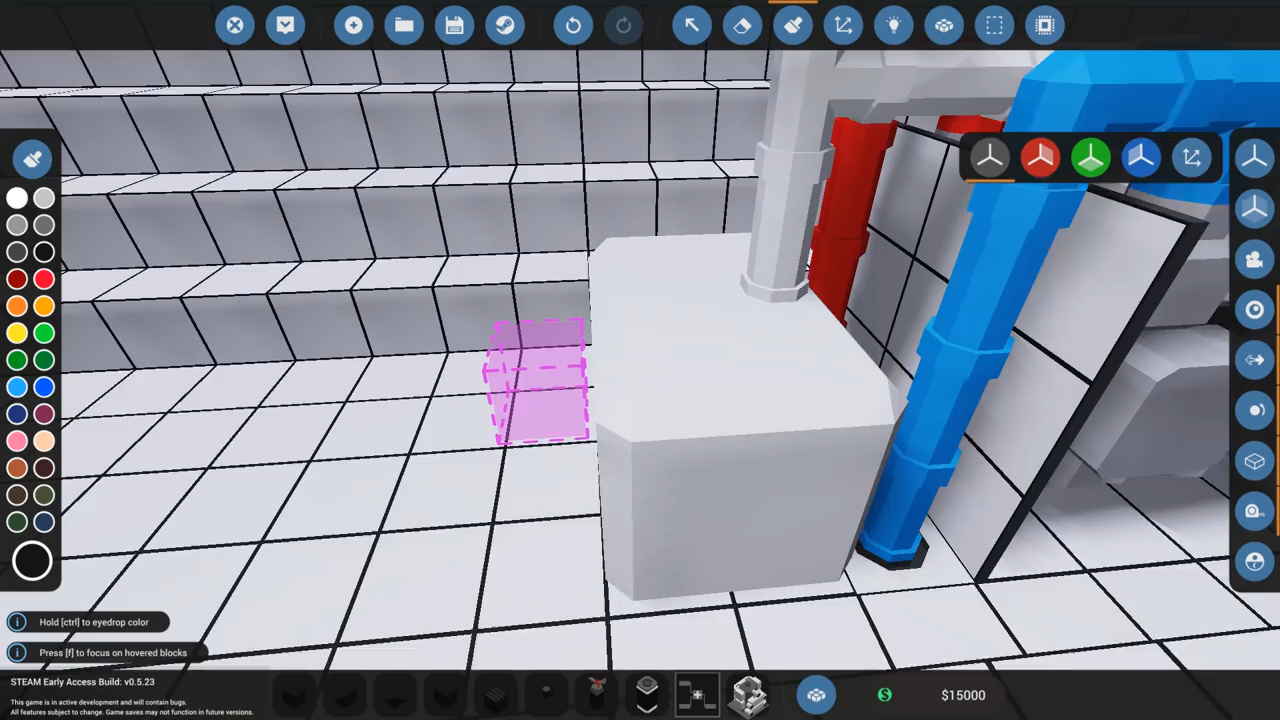 Hold [ctrl] to eyedrop color
Press [f] to focus on hovered blocks
STEAM Early Access Build: v0.5.23
This game is in active development and will contain bugs.
All features subject to change. Game saves may not function in future versions.
$15000